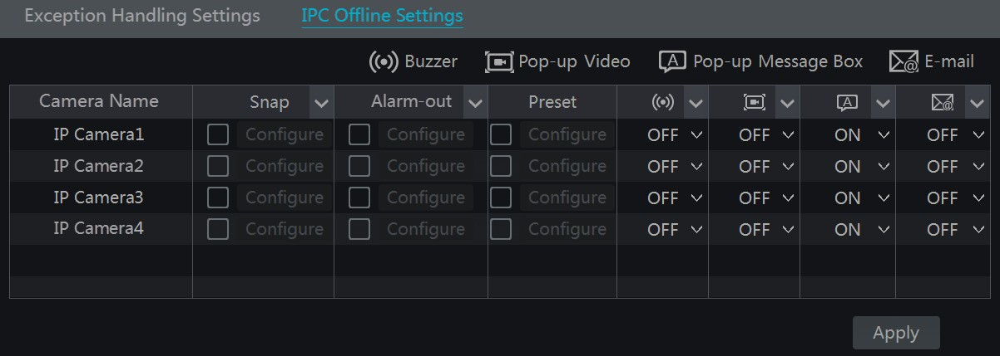 Exception Handling Settings IPC Offline Settings
Buzzer Pop-up Video Pop-up Message Box E-mail
Camera Name Snap Alarm-out Preset
IP Camera1 Configure Configure Configure OFF OFF ON OFF
IP Camera2 Configure Configure Configure OFF OFF ON OFF
IP Camera3 Configure Configure Configure OFF OFF ON OFF
IP Camera4 Configure Configure Configure OFF OFF ON OFF
Apply